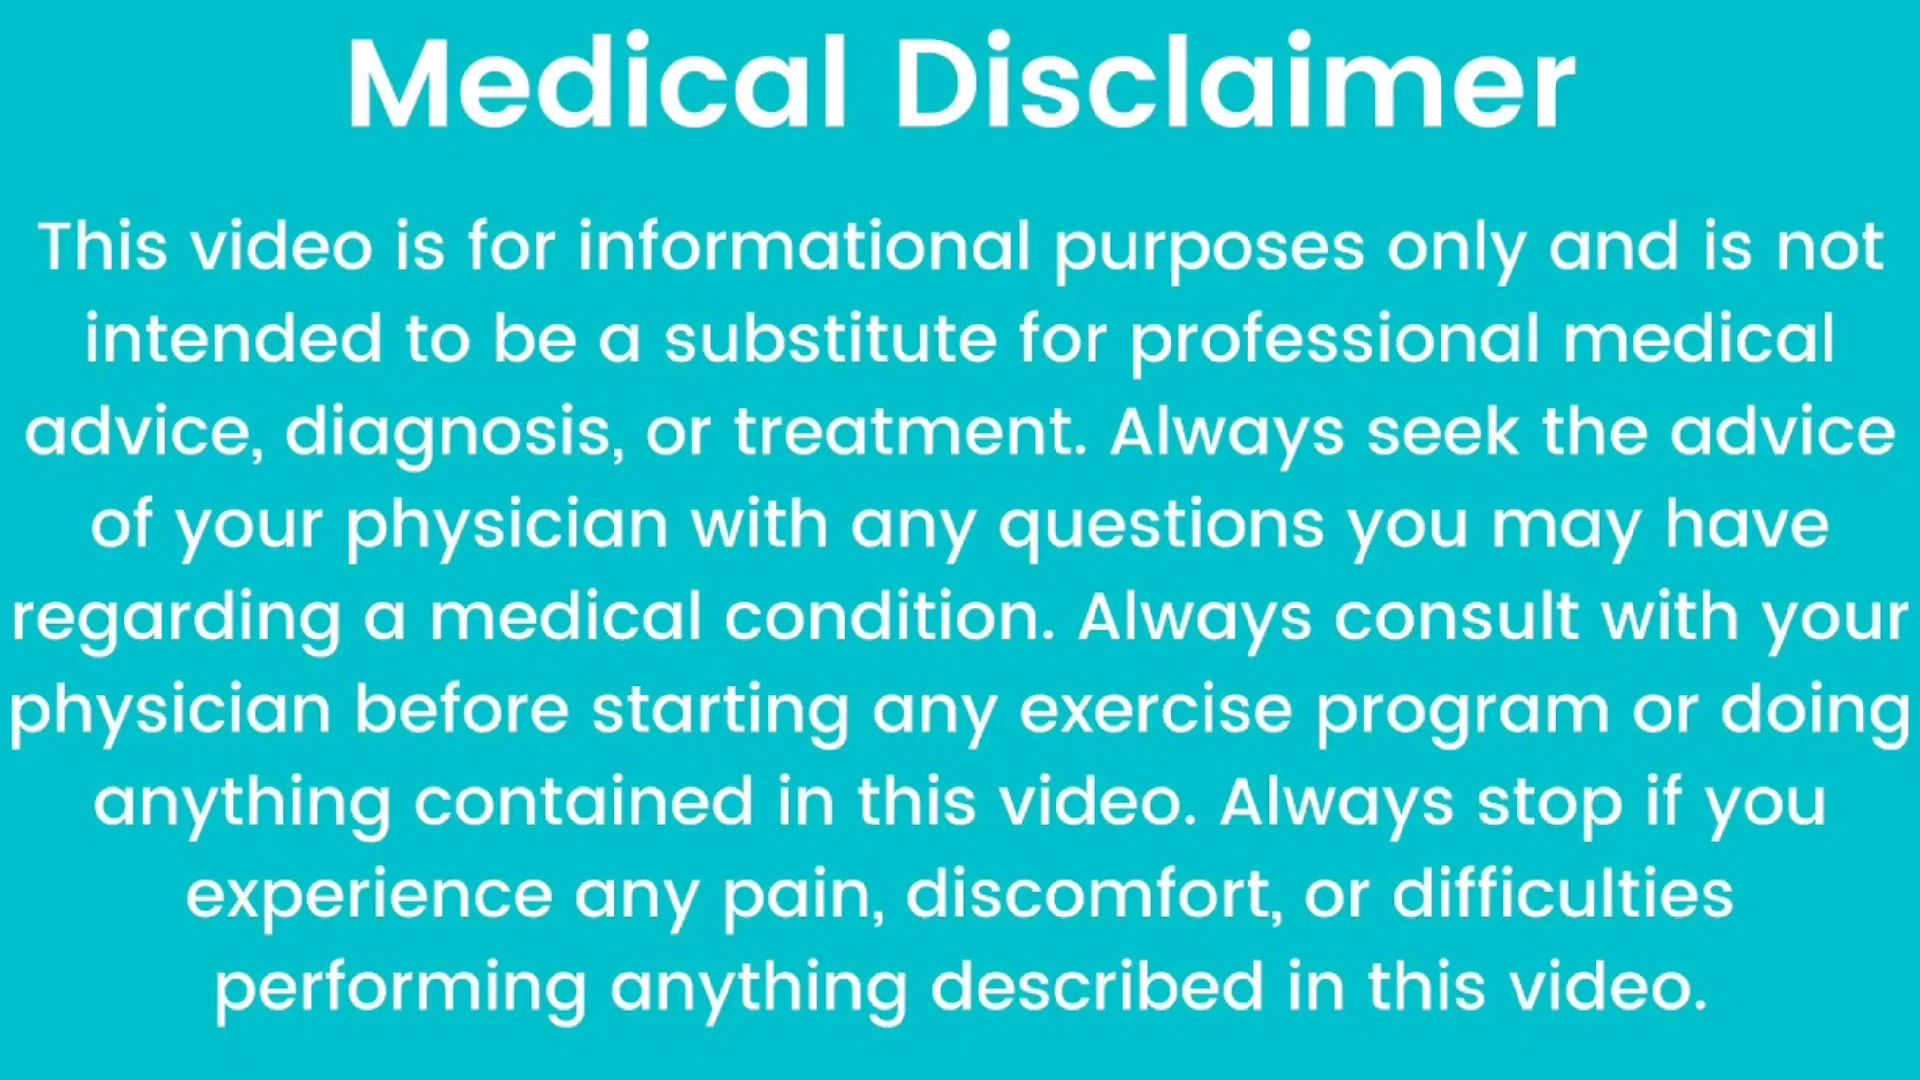 Medical Disclaimer
This video is for informational purposes only and is not
intended to be a substitute for professional medical
advice, diagnosis, or treatment. Always seek the advice
of your physician with any questions you may have
regarding a medical condition. Always consult with your
physician before starting any exercise program or doing
anything contained in this video. Always stop if you
experience any pain, discomfort, or difficulties
performing anything described in this video.